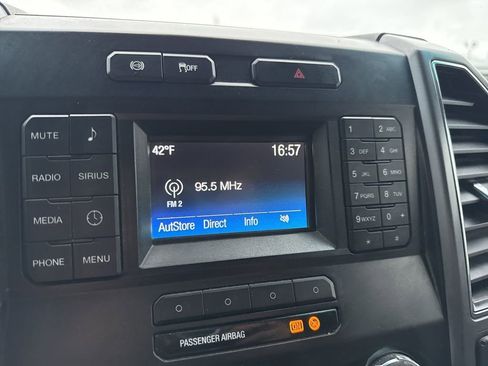 OFF
MUTE
RADIO SIRIUS
MEDIA
PHONE MENU
42°F 16:57
95.5 MHz
FM 2
AutStore Direct Info
1 2 ABC
3 DEF 4 GHI
5 JKL 6 MNO
7 PQRS 8 TUV
9 WXYZ 0 +
* #
PASSENGER AIRBAG ON